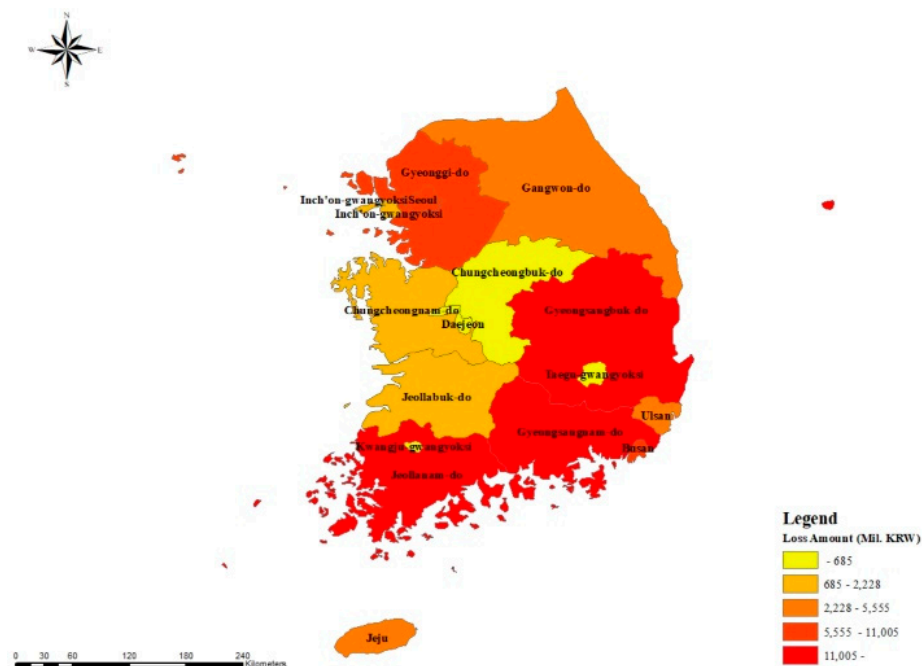 N
W E
S
Gyeonggi-do
Gangwon-do
Inch'on-gwangyoksiSeoul
Inch'on-gwangyoksi
Chungcheongbuk-do
Chungcheongnam-do
Gyeongsangbuk-do
Daejeon
Taegu-gwangyoksi
Jeollabuk-do
Ulsan
Gyeongsangnam-do
Kwangju-gwangyoksi
Busan
Jeollanam-do
Jeju
Legend
Loss Amount (Mil. KRW)
- 685
685 - 2,228
2,228 - 5,555
5,555 - 11,005
11,005 -
0 30 60 120 180 240
Kilometers